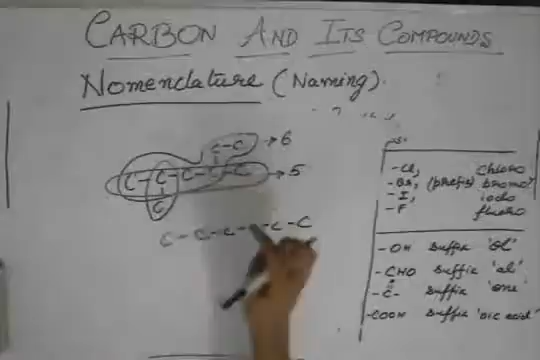 CARBON AND ITS COMPOUNDS
Nomenclature (Naming).
C-C →6
C-C-C-C-C →5
C
C-C-C- -C-C
-Cl, Chloro
-Br, (prefix) bromo
-I, iodo
-F fluoro
-OH suffix 'ol'
-CHO suffix 'al'
-C- suffix 'one'
-COOH suffix 'oic acid'